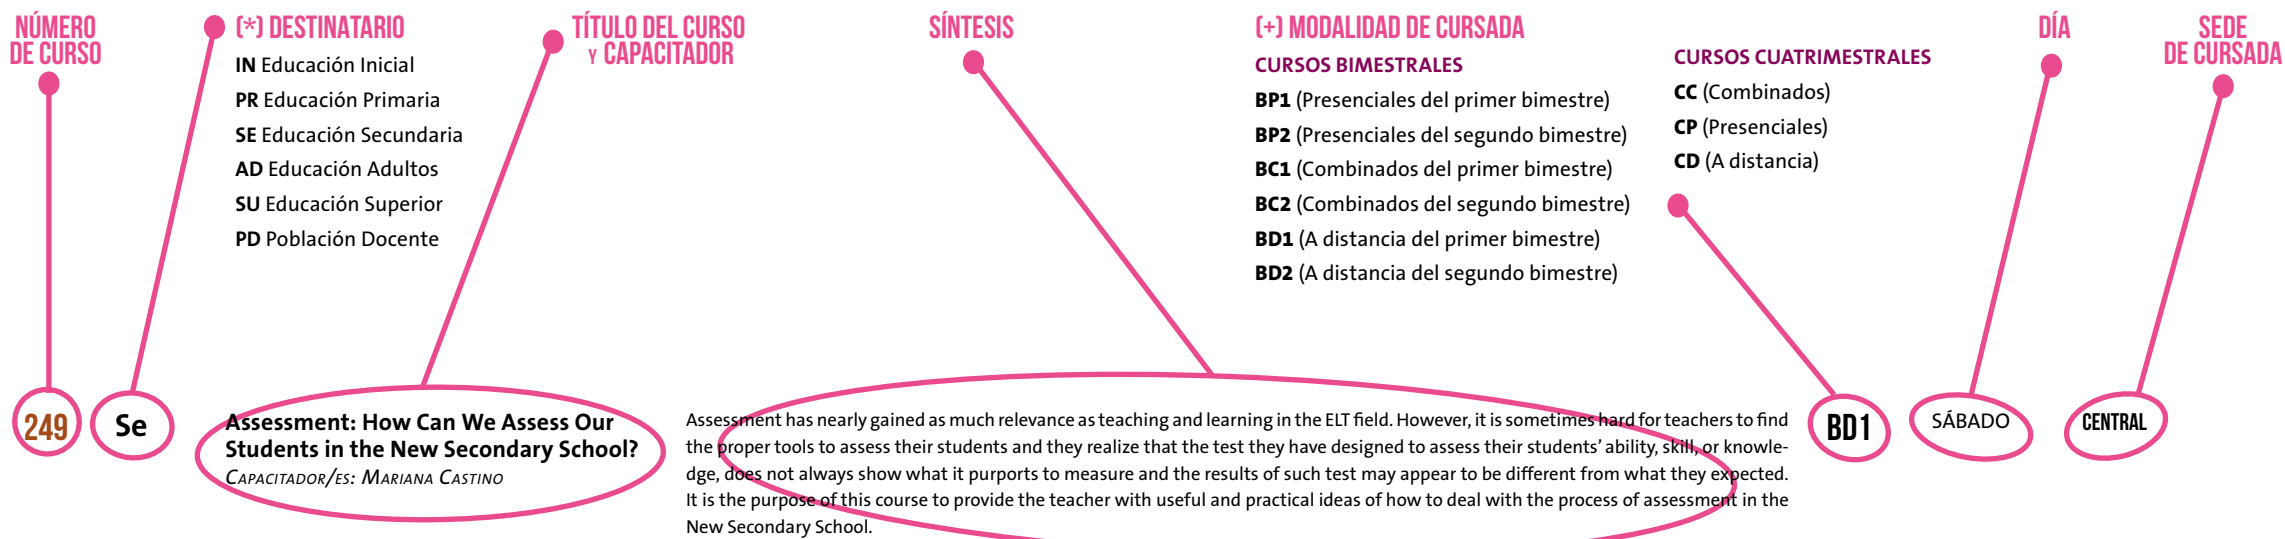 NÚMERO
DE CURSO
(*) DESTINATARIO
IN Educación Inicial
PR Educación Primaria
SE Educación Secundaria
AD Educación Adultos
SU Educación Superior
PD Población Docente
TÍTULO DEL CURSO
Y CAPACITADOR
SÍNTESIS
(+) MODALIDAD DE CURSADA
CURSOS BIMESTRALES
BP1 (Presenciales del primer bimestre)
BP2 (Presenciales del segundo bimestre)
BC1 (Combinados del primer bimestre)
BC2 (Combinados del segundo bimestre)
BD1 (A distancia del primer bimestre)
BD2 (A distancia del segundo bimestre)
CURSOS CUATRIMESTRALES
CC (Combinados)
CP (Presenciales)
CD (A distancia)
DÍA
SEDE
DE CURSADA
249
Se
Assessment: How Can We Assess Our
Students in the New Secondary School?
CAPACITADOR/ES: MARIANA CASTINO
Assessment has nearly gained as much relevance as teaching and learning in the ELT field. However, it is sometimes hard for teachers to find
the proper tools to assess their students and they realize that the test they have designed to assess their students' ability, skill, or knowle-
dge, does not always show what it purports to measure and the results of such test may appear to be different from what they expected.
It is the purpose of this course to provide the teacher with useful and practical ideas of how to deal with the process of assessment in the
New Secondary School.
BD1
SÁBADO
CENTRAL